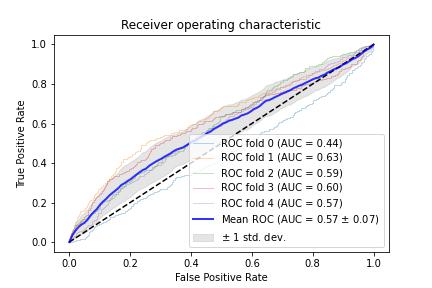 Receiver operating characteristic
1.0
0.8
0.6
0.4
0.2
0.0
True Positive Rate
ROC fold 0 (AUC = 0.44)
ROC fold 1 (AUC = 0.63)
ROC fold 2 (AUC = 0.59)
ROC fold 3 (AUC = 0.60)
ROC fold 4 (AUC = 0.57)
Mean ROC (AUC = 0.57 ± 0.07)
± 1 std. dev.
0.0 0.2 0.4 0.6 0.8 1.0
False Positive Rate